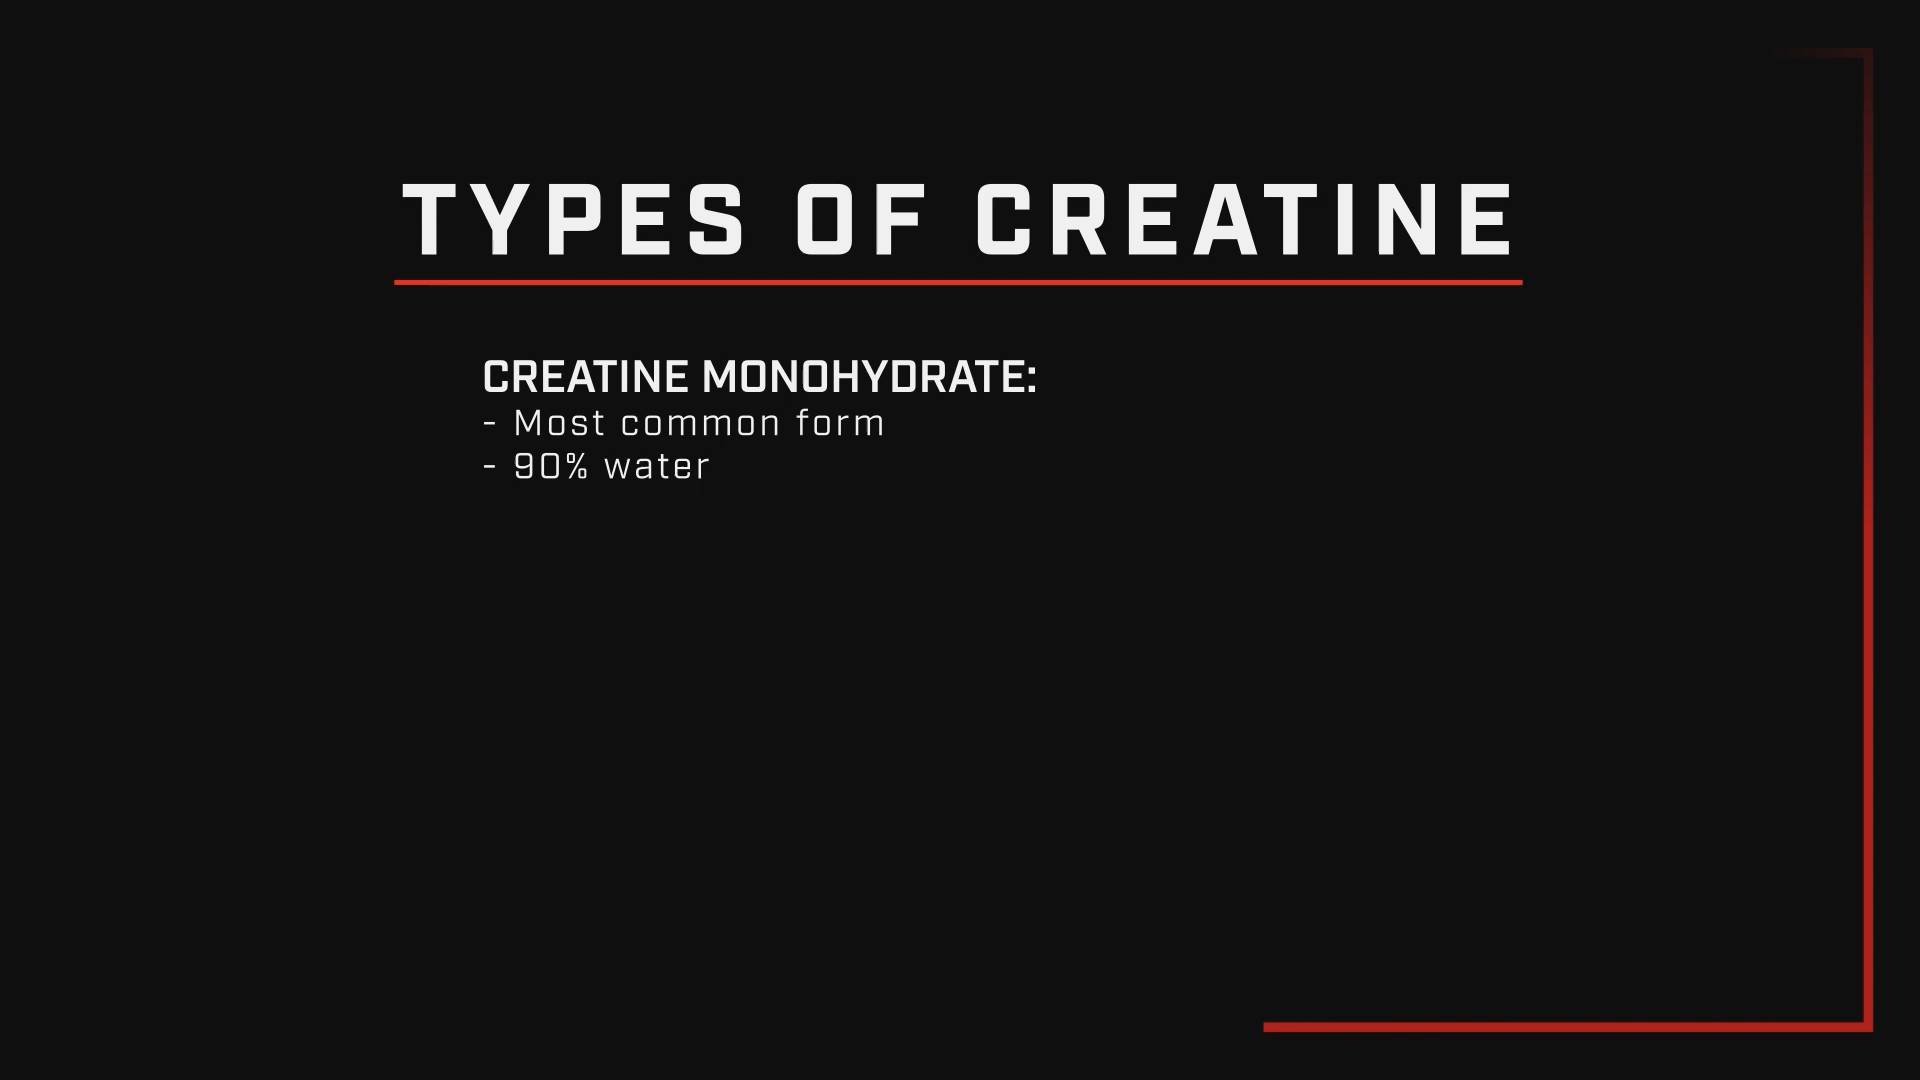 TYPES OF CREATINE
CREATINE MONOHYDRATE:
- Most common form
- 90% water